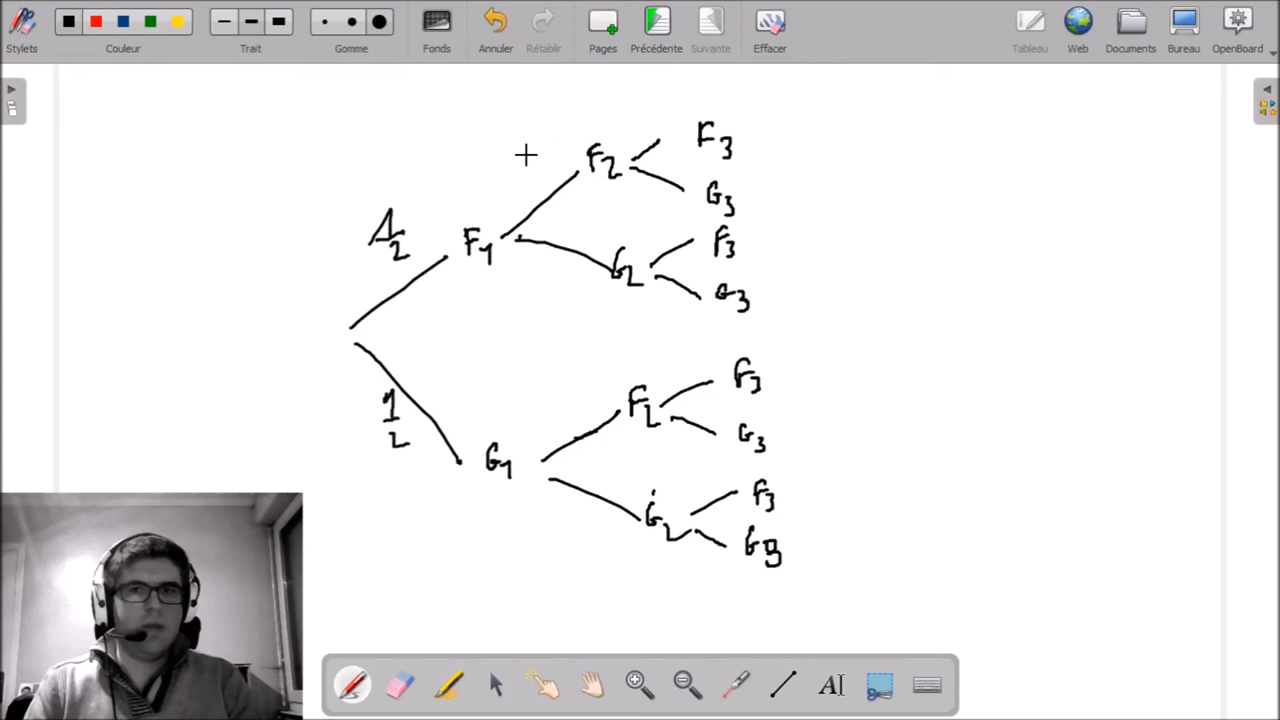 Stylets
Couleur
Trait
Gomme
Fonds
Annuler
Rétablir
Pages
Précédente
Suivante
Effacer
Tableau
Web
Documents
Bureau
OpenBoard
F3
F2
G3
1/2
F1
F3
G2
G3
F3
F2
1/2
G3
G1
F3
G2
G3
AI